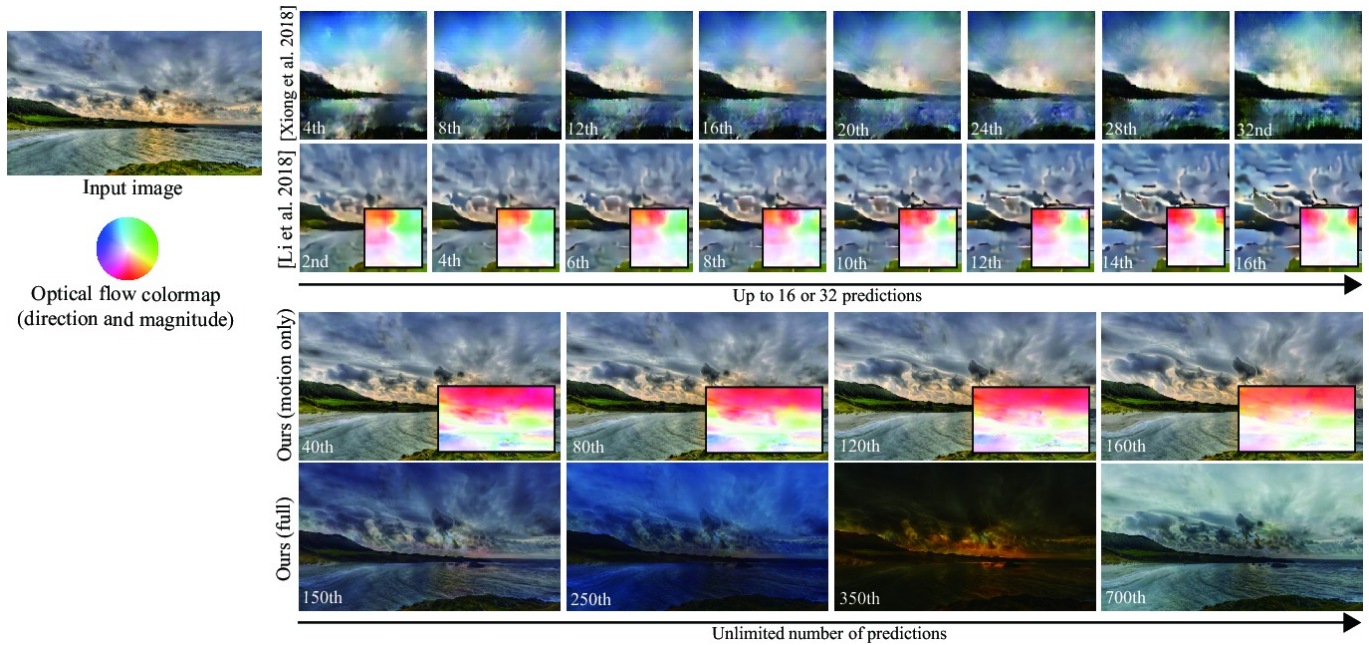 Input image
Optical flow colormap
(direction and magnitude)
[Xiong et al. 2018]
4th 8th 12th 16th 20th 24th 28th 32nd
[Li et al. 2018]
2nd 4th 6th 8th 10th 12th 14th 16th
Up to 16 or 32 predictions
Ours (motion only)
40th 80th 120th 160th
Ours (full)
150th 250th 350th 700th
Unlimited number of predictions